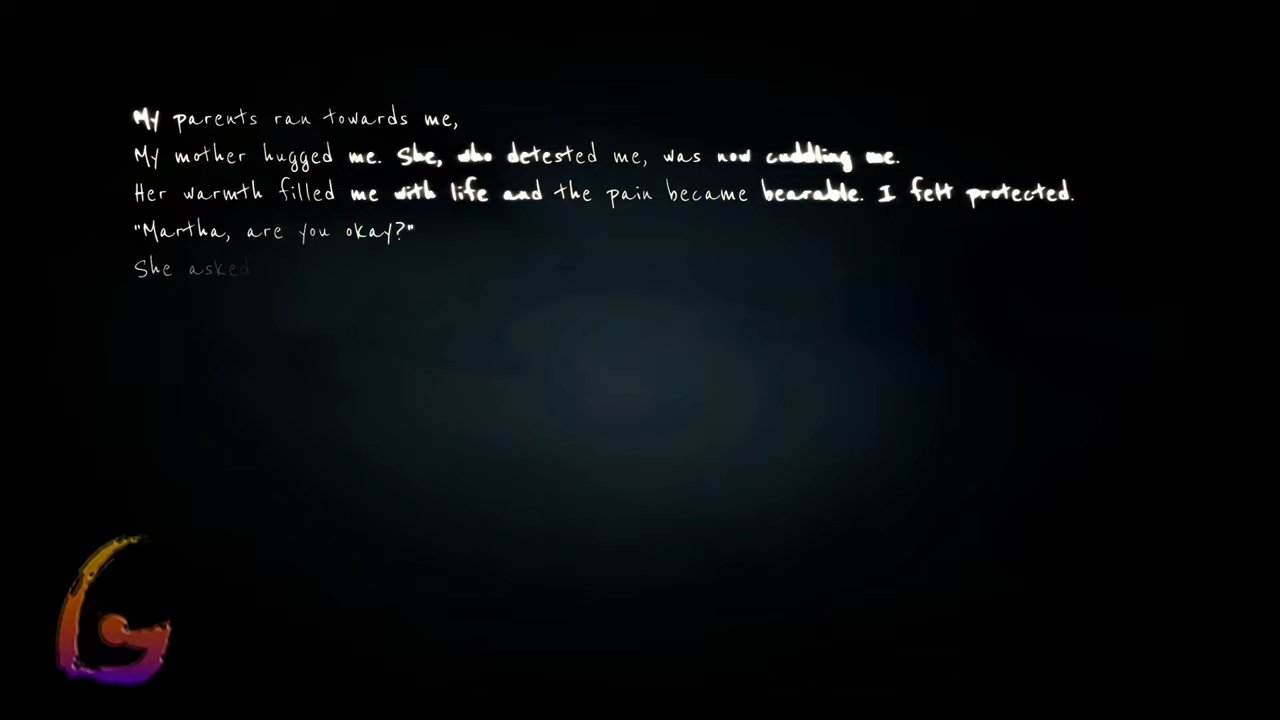 My parents ran towards me,
My mother hugged me. She, who detested me, was now cuddling me.
Her warmth filled me with life and the pain became bearable. I felt protected.
"Martha, are you okay?"
She asked